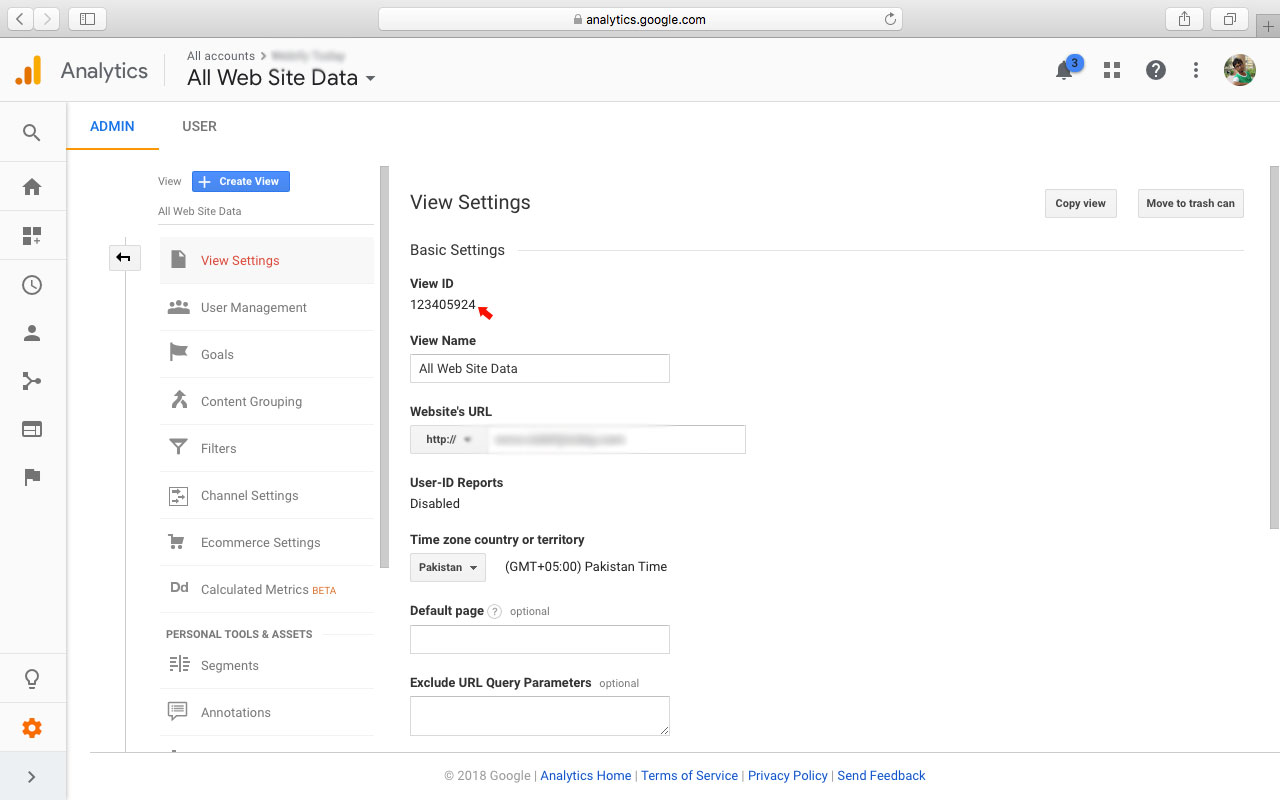 analytics.google.com
Analytics
All accounts >
All Web Site Data
3
ADMIN
USER
View
Create View
All Web Site Data
View Settings
User Management
Goals
Content Grouping
Filters
Channel Settings
Ecommerce Settings
Dd Calculated Metrics BETA
PERSONAL TOOLS & ASSETS
Segments
Annotations
View Settings
Copy view
Move to trash can
Basic Settings
View ID
123405924
View Name
All Web Site Data
Website's URL
http://
User-ID Reports
Disabled
Time zone country or territory
Pakistan
(GMT+05:00) Pakistan Time
Default page ? optional
Exclude URL Query Parameters optional
© 2018 Google | Analytics Home | Terms of Service | Privacy Policy | Send Feedback